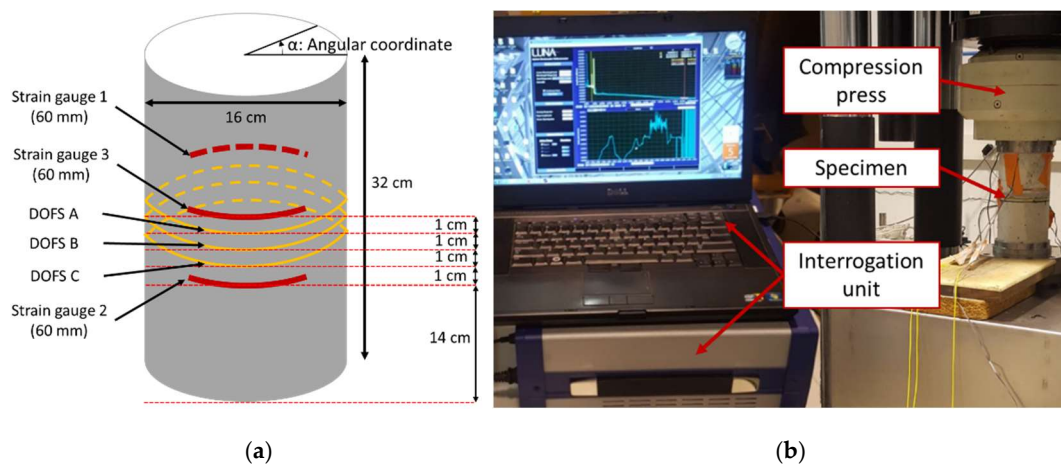 α: Angular coordinate
Strain gauge 1
(60 mm)
16 cm
Strain gauge 3
(60 mm)
32 cm
DOFS A
1 cm
DOFS B
1 cm
1 cm
DOFS C
1 cm
Strain gauge 2
(60 mm)
14 cm
LUNA
DELL
Compression
press
Specimen
Interrogation
unit
(a)
(b)